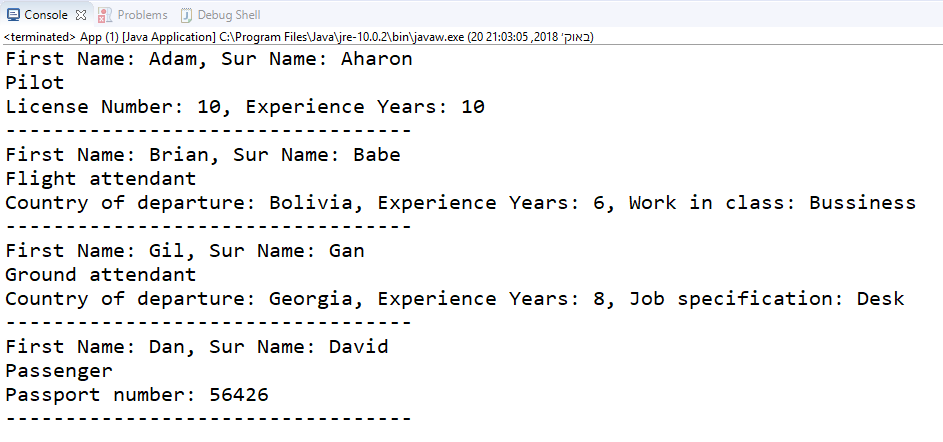 Console Problems Debug Shell
<terminated> App (1) [Java Application] C:\Program Files\Java\jre-10.0.2\bin\javaw.exe (20 באוק׳ 2018, 21:03:05)
First Name: Adam, Sur Name: Aharon
Pilot
License Number: 10, Experience Years: 10
----------------------------------
First Name: Brian, Sur Name: Babe
Flight attendant
Country of departure: Bolivia, Experience Years: 6, Work in class: Bussiness
----------------------------------
First Name: Gil, Sur Name: Gan
Ground attendant
Country of departure: Georgia, Experience Years: 8, Job specification: Desk
----------------------------------
First Name: Dan, Sur Name: David
Passenger
Passport number: 56426
----------------------------------